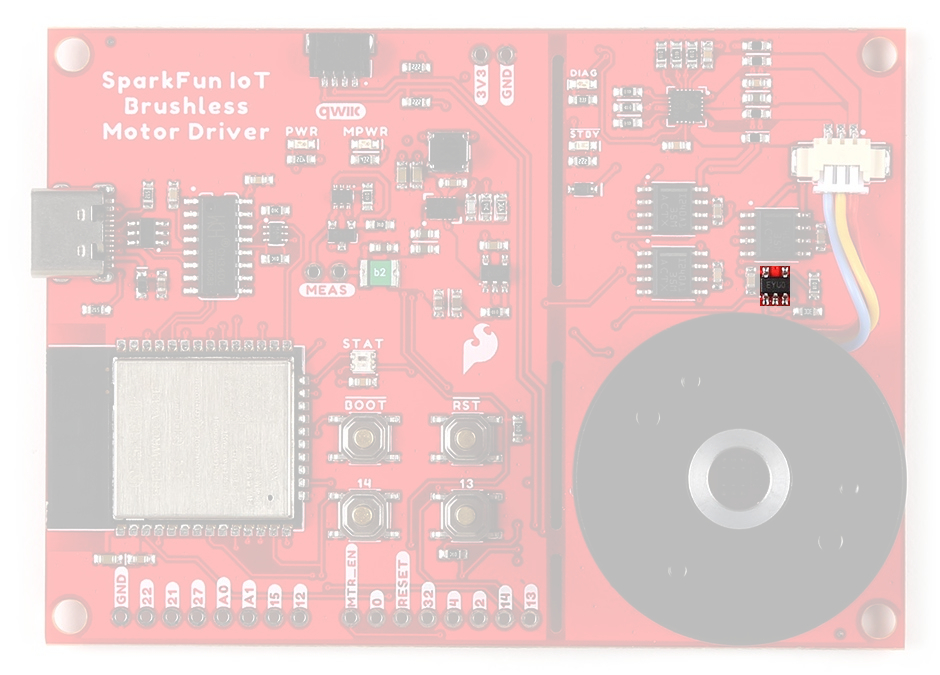 SparkFun IoT
Brushless
Motor Driver
qwiic
3V3
GND
DIAG
STBY
PWR
MPWR
b2
MEAS
STAT
BOOT
RST
14
13
GND
22
21
27
A0
A1
15
12
MTR_EN
0
RESET
32
4
2
14
13